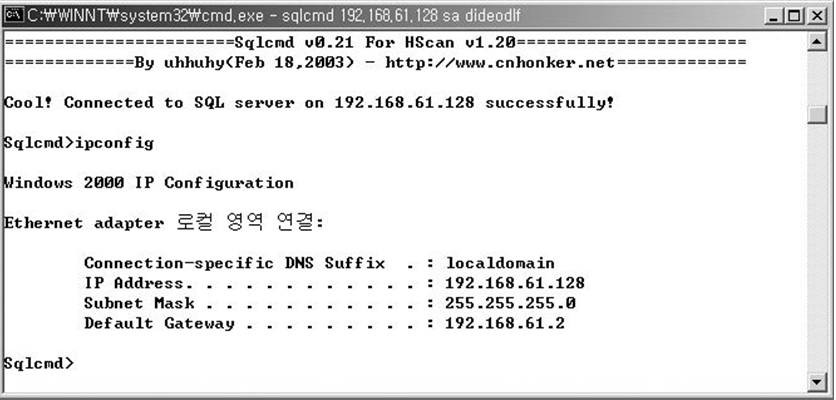 C:₩WINNT₩system32₩cmd.exe - sqlcmd 192.168.61.128 sa dideodlf
========================Sqlcmd v0.21 For HScan v1.20========================
=============By uhhuhy(Feb 18,2003) - http://www.cnhonker.net=============
Cool! Connected to SQL server on 192.168.61.128 successfully!
Sqlcmd>ipconfig
Windows 2000 IP Configuration
Ethernet adapter 로컬 영역 연결:
Connection-specific DNS Suffix . : localdomain
IP Address. . . . . . . . . . . . : 192.168.61.128
Subnet Mask . . . . . . . . . . . : 255.255.255.0
Default Gateway . . . . . . . . . : 192.168.61.2
Sqlcmd>